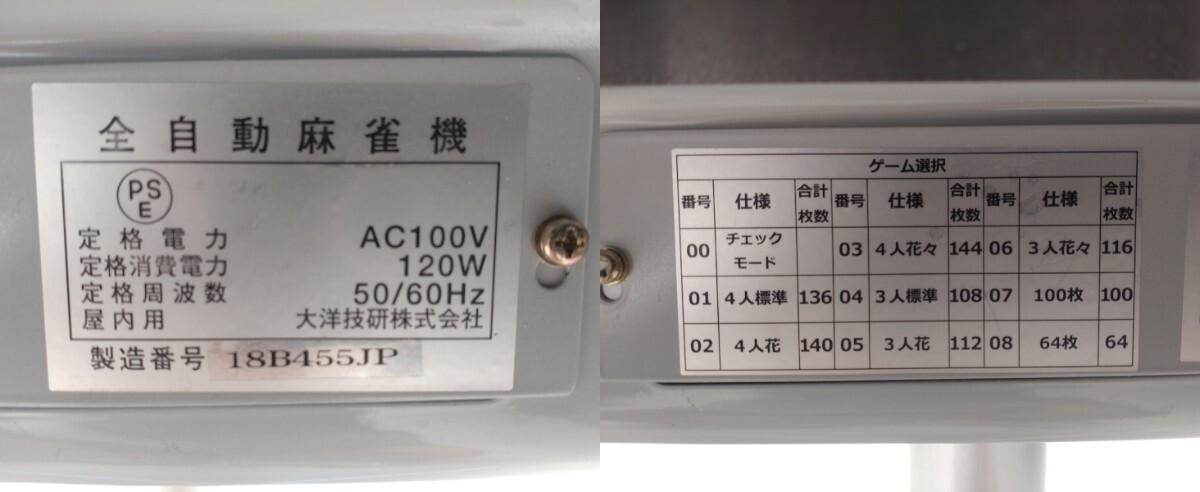 全自動麻雀機
PS
E
定格電力 AC100V
定格消費電力 120W
定格周波数 50/60Hz
屋内用 大洋技研株式会社
製造番号 18B455JP
ゲーム選択
番号 仕様 合計枚数 番号 仕様 合計枚数 番号 仕様 合計枚数
00 チェックモード 03 4人花々 144 06 3人花々 116
01 4人標準 136 04 3人標準 108 07 100枚 100
02 4人花 140 05 3人花 112 08 64枚 64